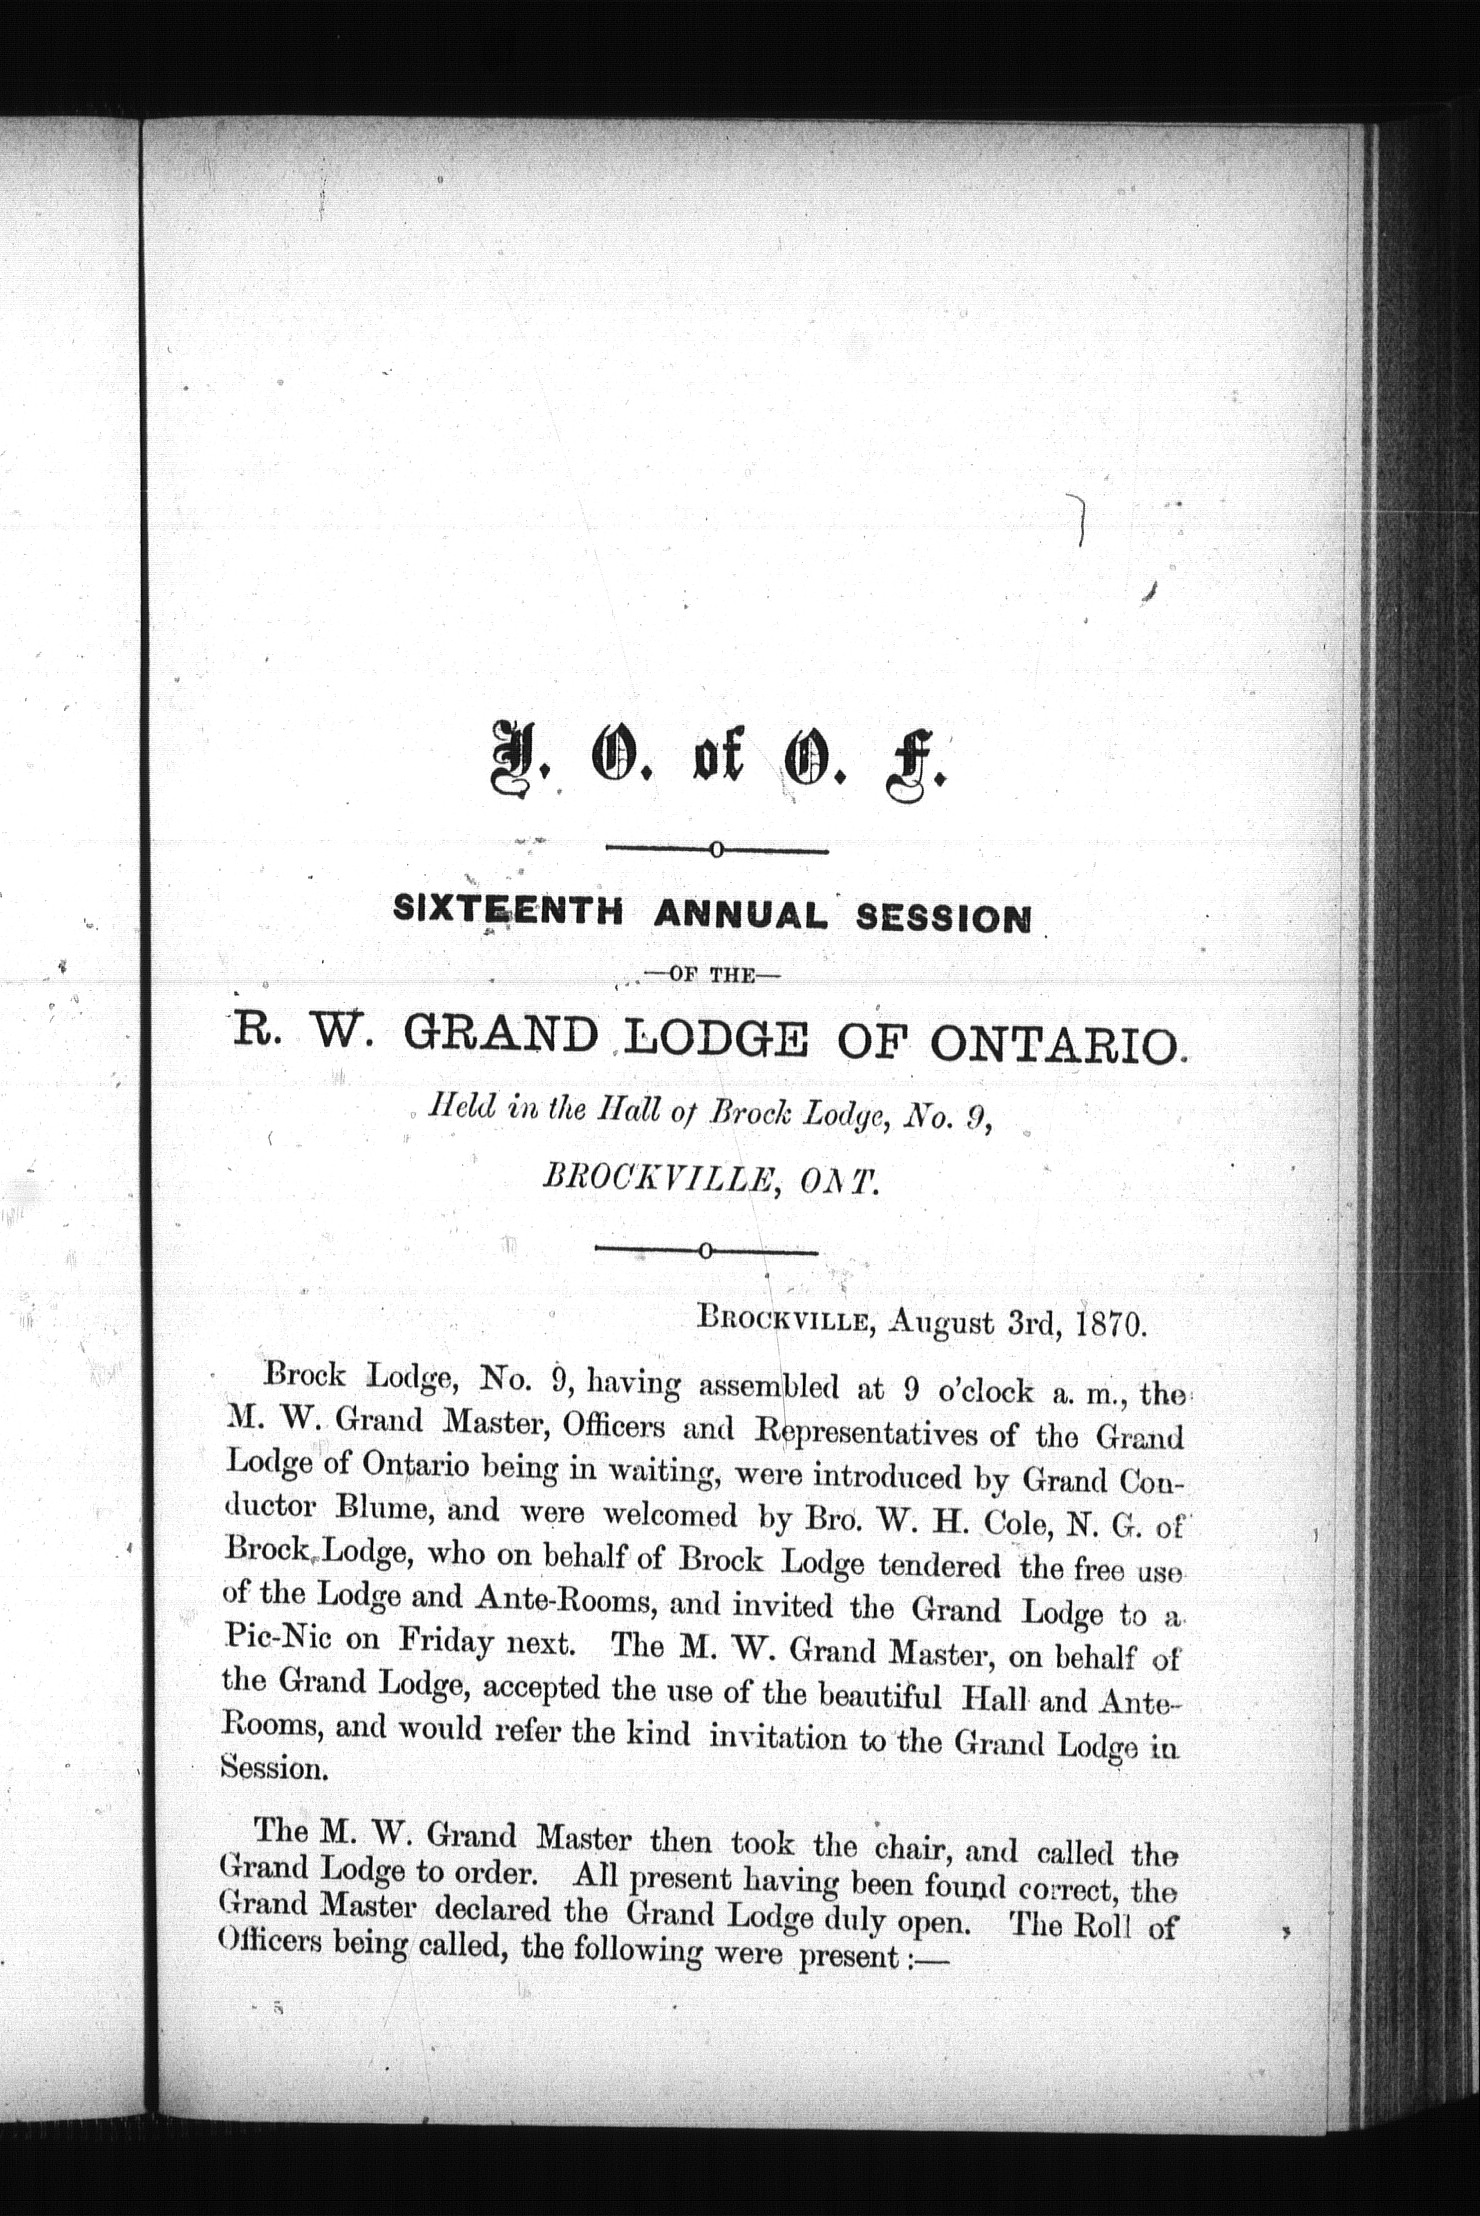 I. O. of O. F.
SIXTEENTH ANNUAL SESSION
—OF THE—
R. W. GRAND LODGE OF ONTARIO.
Held in the Hall of Brock Lodge, No. 9,
BROCKVILLE, ONT.
BROCKVILLE, August 3rd, 1870.
Brock Lodge, No. 9, having assembled at 9 o'clock a. m., the
M. W. Grand Master, Officers and Representatives of the Grand
Lodge of Ontario being in waiting, were introduced by Grand Con-
ductor Blume, and were welcomed by Bro. W. H. Cole, N. G. of
Brock Lodge, who on behalf of Brock Lodge tendered the free use
of the Lodge and Ante-Rooms, and invited the Grand Lodge to a
Pic-Nic on Friday next. The M. W. Grand Master, on behalf of
the Grand Lodge, accepted the use of the beautiful Hall and Ante-
Rooms, and would refer the kind invitation to the Grand Lodge in
Session.
The M. W. Grand Master then took the chair, and called the
Grand Lodge to order. All present having been found correct, the
Grand Master declared the Grand Lodge duly open. The Roll of
Officers being called, the following were present :—